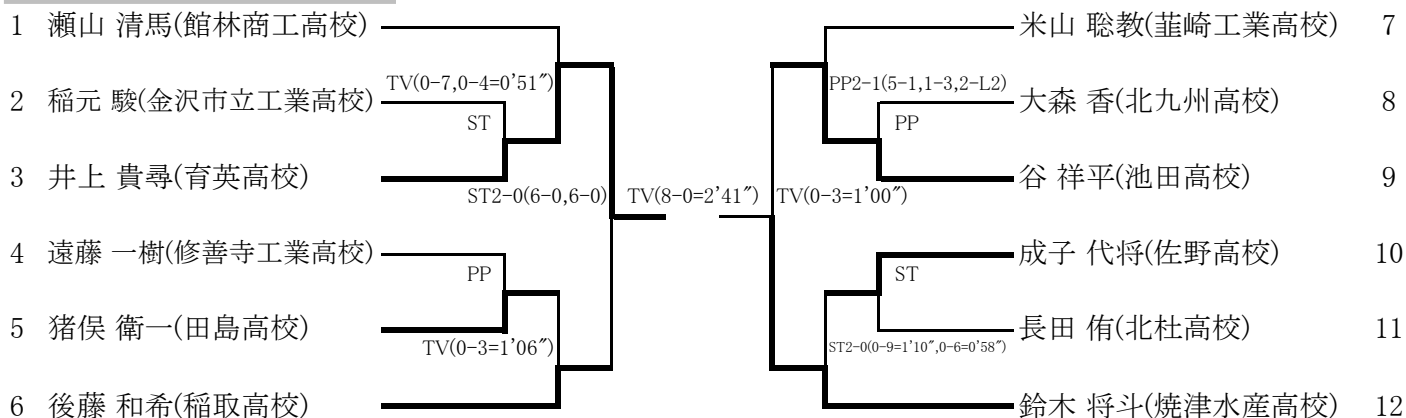 1 瀬山 清馬(館林商工高校)
TV(0-7,0-4=0'51")
2 稲元 駿(金沢市立工業高校)
ST
3 井上 貴尋(育英高校)
ST2-0(6-0,6-0)
4 遠藤 一樹(修善寺工業高校)
PP
5 猪俣 衛一(田島高校)
TV(0-3=1'06")
6 後藤 和希(稲取高校)
TV(8-0=2'41")
米山 聡教(韮崎工業高校) 7
PP2-1(5-1,1-3,2-L2)
大森 香(北九州高校) 8
PP
谷 祥平(池田高校) 9
TV(0-3=1'00")
成子 代将(佐野高校) 10
ST
長田 侑(北杜高校) 11
ST2-0(0-9=1'10",0-6=0'58")
鈴木 将斗(焼津水産高校) 12